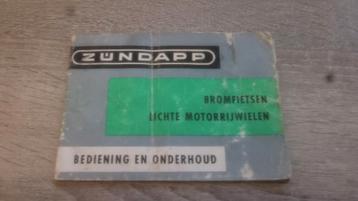 ZÜNDAPP
BROMFIETSEN
LICHTE MOTORRIJWIELEN
BEDIENING EN ONDERHOUD